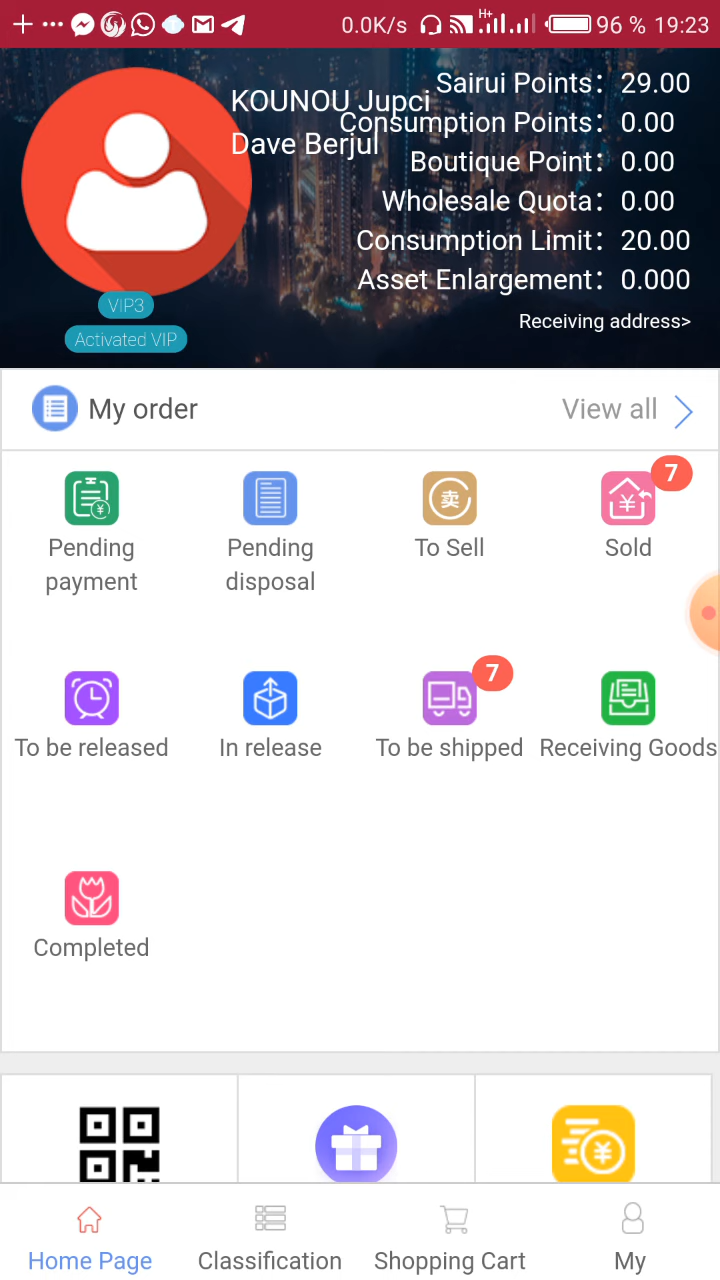 0.0K/s H+ 96 % 19:23
KOUNOU Jupci
Dave Berjul
Sairui Points： 29.00
Consumption Points： 0.00
Boutique Point： 0.00
Wholesale Quota： 0.00
Consumption Limit： 20.00
Asset Enlargement： 0.000
Receiving address>
VIP3
Activated VIP
My order View all
7
Pending payment
Pending disposal
卖
To Sell
¥
Sold
7
To be released
In release
To be shipped
Receiving Goods
Completed
¥
Home Page
Classification
Shopping Cart
My